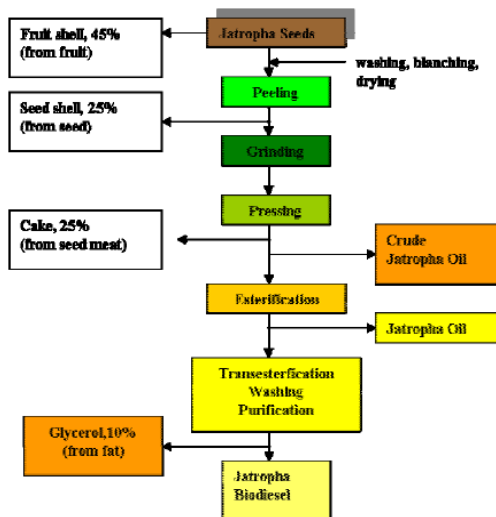 Fruit shell, 45%
(from fruit)
Jatropha Seeds
washing, blanching,
drying
Peeling
Seed shell, 25%
(from seed)
Grinding
Pressing
Cake, 25%
(from seed meat)
Crude
Jatropha Oil
Esterification
Jatropha Oil
Transesterfication
Washing
Purification
Glycerol,10%
(from fat)
Jatropha
Biodiesel